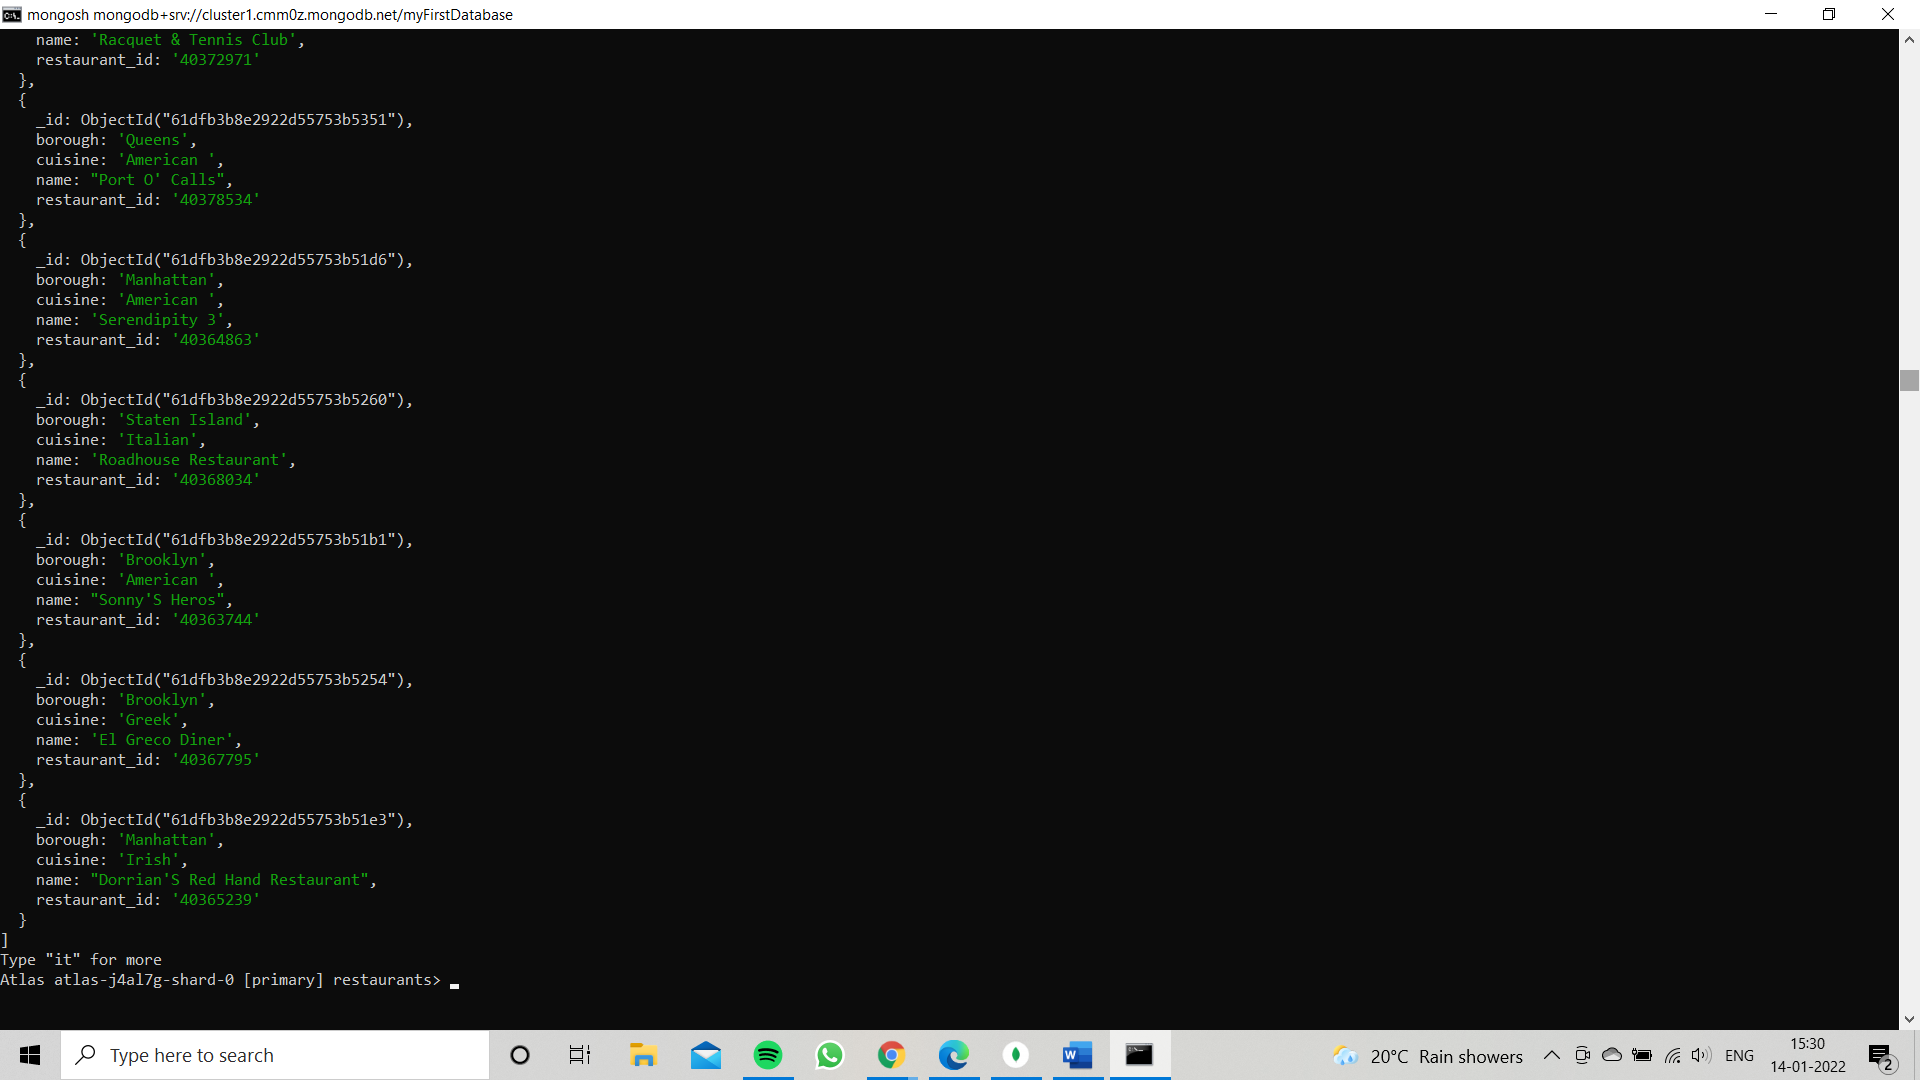 mongosh mongodb+srv://cluster1.cmm0z.mongodb.net/myFirstDatabase
    name: 'Racquet & Tennis Club',
    restaurant_id: '40372971'
  },
  {
    _id: ObjectId("61dfb3b8e2922d55753b5351"),
    borough: 'Queens',
    cuisine: 'American ',
    name: "Port O' Calls",
    restaurant_id: '40378534'
  },
  {
    _id: ObjectId("61dfb3b8e2922d55753b51d6"),
    borough: 'Manhattan',
    cuisine: 'American ',
    name: 'Serendipity 3',
    restaurant_id: '40364863'
  },
  {
    _id: ObjectId("61dfb3b8e2922d55753b5260"),
    borough: 'Staten Island',
    cuisine: 'Italian',
    name: 'Roadhouse Restaurant',
    restaurant_id: '40368034'
  },
  {
    _id: ObjectId("61dfb3b8e2922d55753b51b1"),
    borough: 'Brooklyn',
    cuisine: 'American ',
    name: "Sonny'S Heros",
    restaurant_id: '40363744'
  },
  {
    _id: ObjectId("61dfb3b8e2922d55753b5254"),
    borough: 'Brooklyn',
    cuisine: 'Greek',
    name: 'El Greco Diner',
    restaurant_id: '40367795'
  },
  {
    _id: ObjectId("61dfb3b8e2922d55753b51e3"),
    borough: 'Manhattan',
    cuisine: 'Irish',
    name: "Dorrian'S Red Hand Restaurant",
    restaurant_id: '40365239'
  }
]
Type "it" for more
Atlas atlas-j4al7g-shard-0 [primary] restaurants>
Type here to search
20°C Rain showers
ENG
15:30
14-01-2022
2